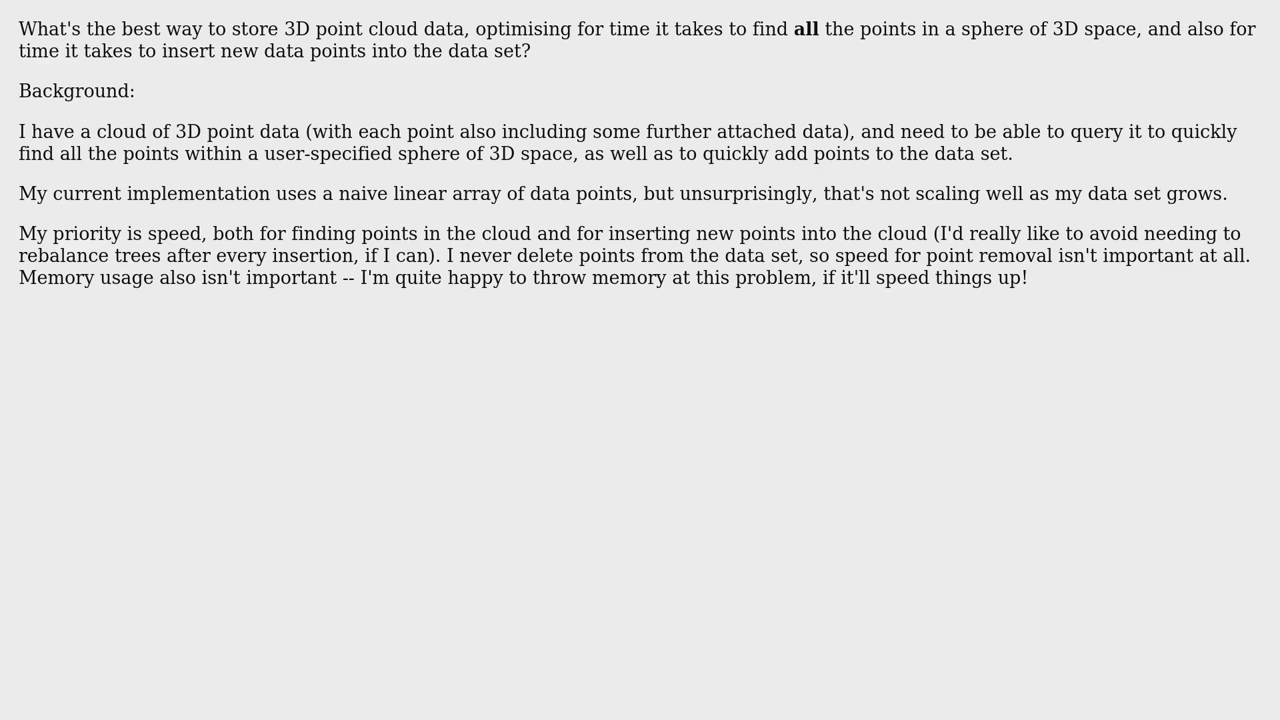 What's the best way to store 3D point cloud data, optimising for time it takes to find all the points in a sphere of 3D space, and also for
time it takes to insert new data points into the data set?
Background:
I have a cloud of 3D point data (with each point also including some further attached data), and need to be able to query it to quickly
find all the points within a user-specified sphere of 3D space, as well as to quickly add points to the data set.
My current implementation uses a naive linear array of data points, but unsurprisingly, that's not scaling well as my data set grows.
My priority is speed, both for finding points in the cloud and for inserting new points into the cloud (I'd really like to avoid needing to
rebalance trees after every insertion, if I can). I never delete points from the data set, so speed for point removal isn't important at all.
Memory usage also isn't important -- I'm quite happy to throw memory at this problem, if it'll speed things up!